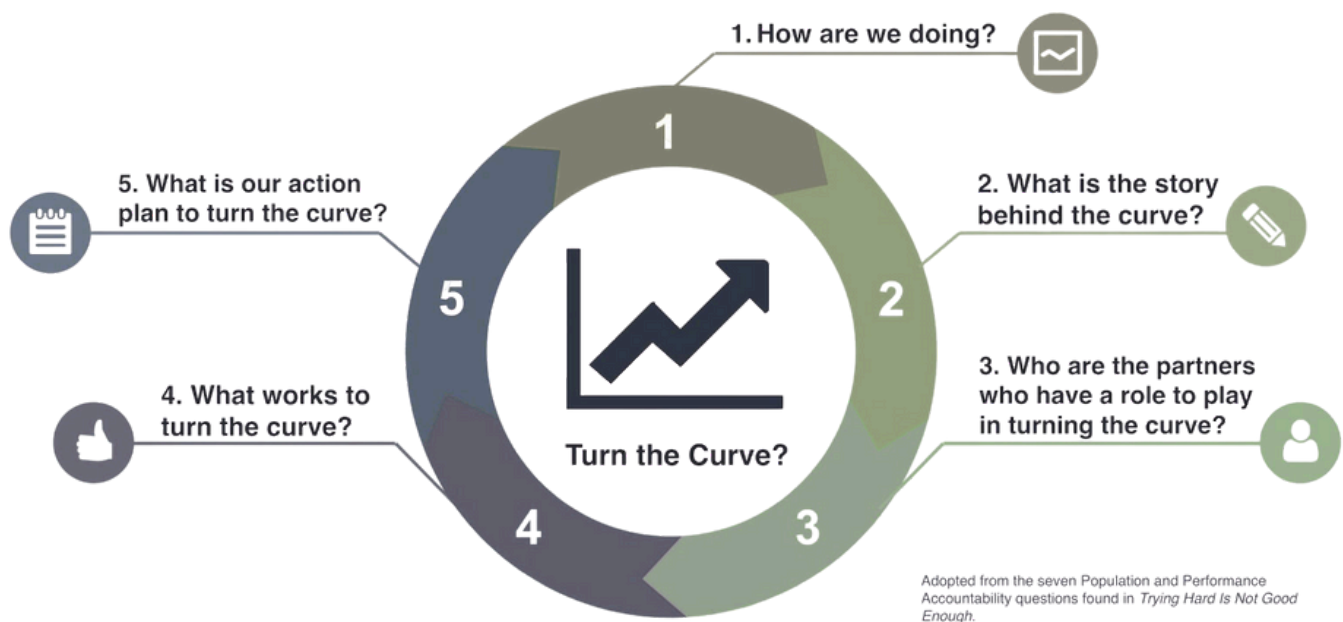 1. How are we doing?
1
5. What is our action
plan to turn the curve?
2. What is the story
behind the curve?
5
2
3. Who are the partners
who have a role to play
in turning the curve?
4. What works to
turn the curve?
Turn the Curve?
4
3
Adopted from the seven Population and Performance
Accountability questions found in Trying Hard Is Not Good
Enough.